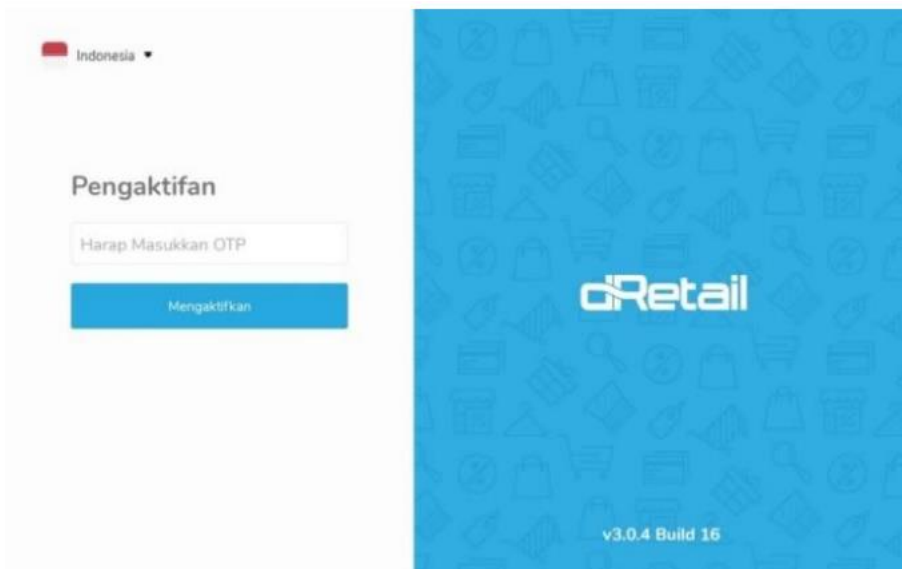 Indonesia
Pengaktifan
Harap Masukkan OTP
Mengaktifkan
dRetail
v3.0.4 Build 16